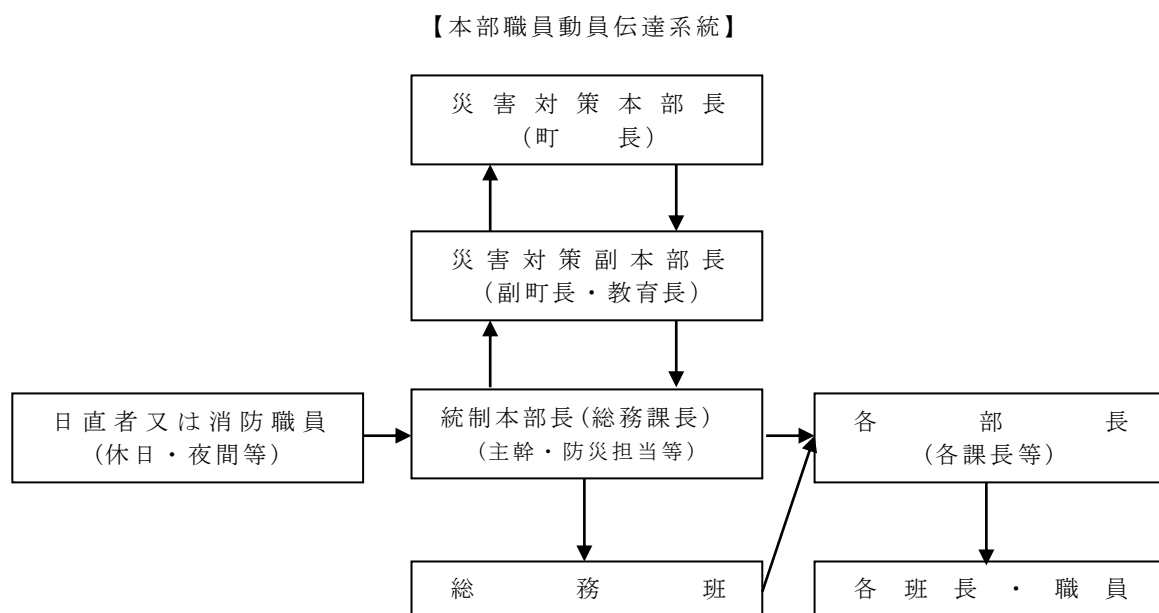 【本部職員動員伝達系統】
災害対策本部長
(町　　長)
災害対策副本部長
(副町長・教育長)
日直者又は消防職員
(休日・夜間等)
統制本部長(総務課長)
(主幹・防災担当等)
各　　部　　長
(各課長等)
総　　務　　班
各班長・職員